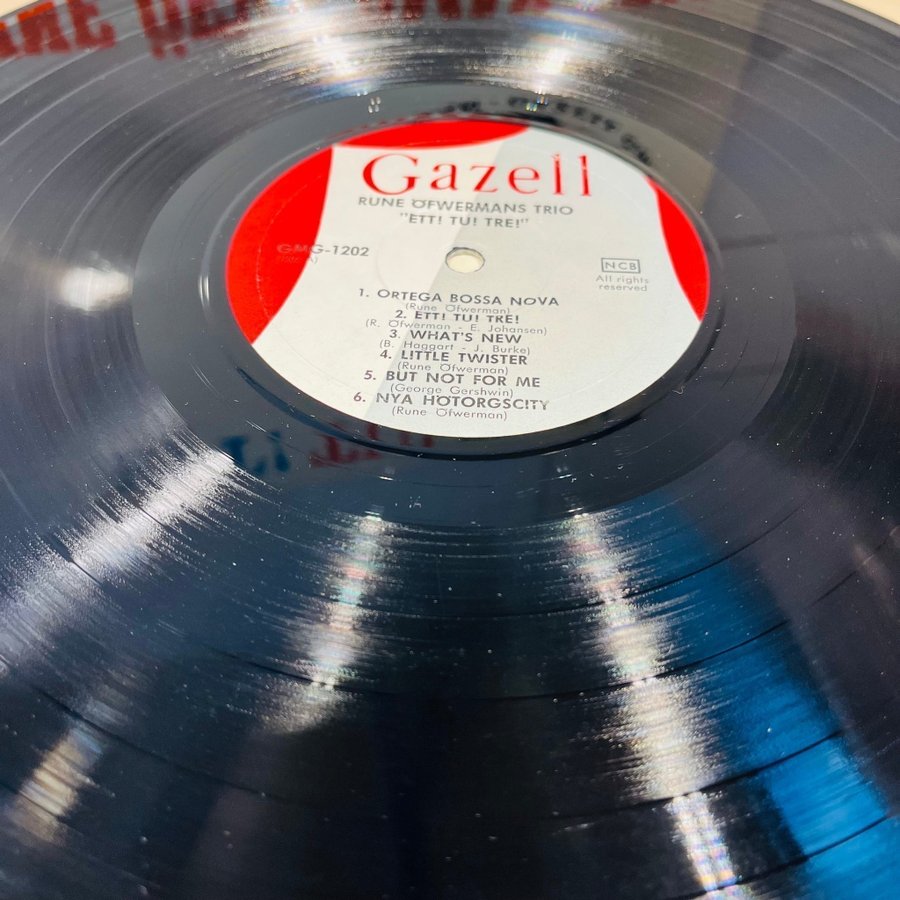 Gazell
RUNE ÖFWERMANS TRIO
"ETT! TU! TRE!"
GMG-1202
NCB
All rights
reserved
1. ORTEGA BOSSA NOVA
(Rune Öfwerman)
2. ETT! TU! TRE!
(R. Öfwerman - E. Johansen)
3. WHAT'S NEW
(B. Haggart - J. Burke)
4. LITTLE TWISTER
(Rune Öfwerman)
5. BUT NOT FOR ME
(George Gershwin)
6. NYA HÖTORGSCITY
(Rune Öfwerman)